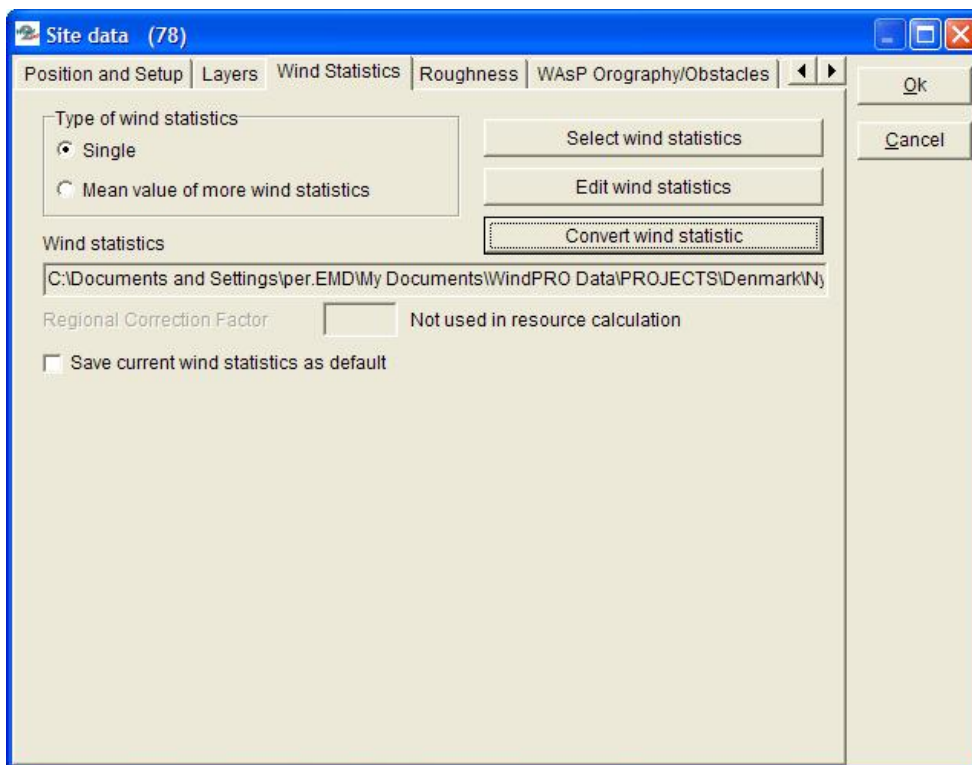 Site data (78)
Position and Setup Layers Wind Statistics Roughness WAsP Orography/Obstacles
Ok
Cancel
Type of wind statistics
Single
Mean value of more wind statistics
Select wind statistics
Edit wind statistics
Convert wind statistic
Wind statistics
C:\Documents and Settings\per.EMD\My Documents\WindPRO Data\PROJECTS\Denmark\Ny
Regional Correction Factor Not used in resource calculation
Save current wind statistics as default